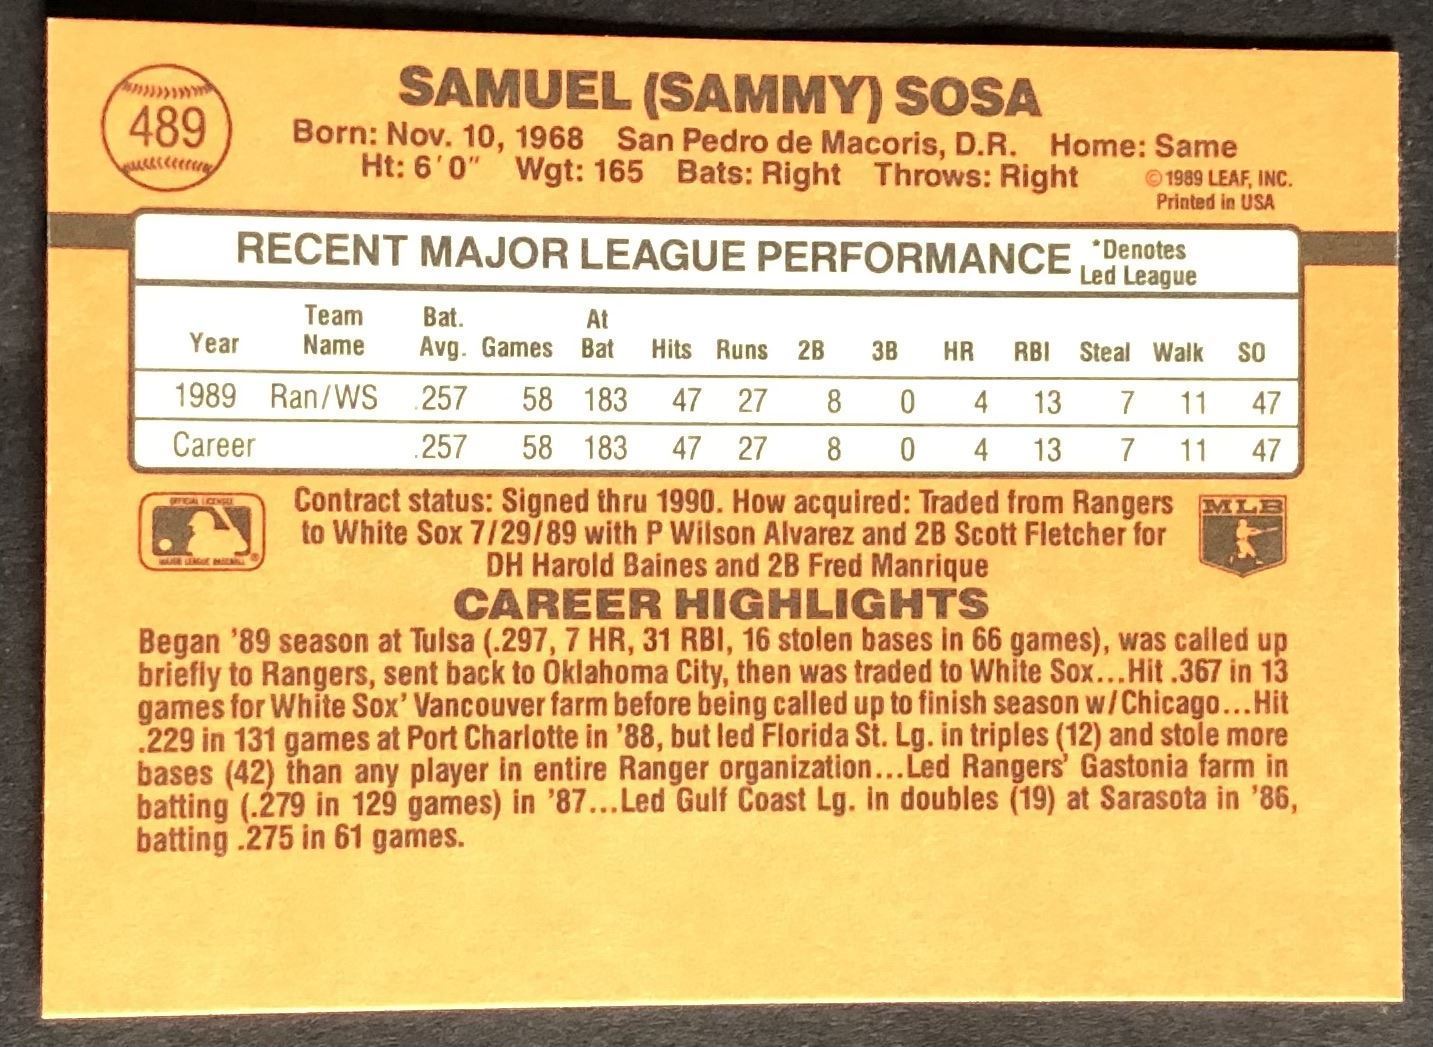 489
SAMUEL (SAMMY) SOSA
Born: Nov. 10, 1968 San Pedro de Macoris, D.R. Home: Same
Ht: 6'0" Wgt: 165 Bats: Right Throws: Right
©1989 LEAF, INC.
Printed in USA
RECENT MAJOR LEAGUE PERFORMANCE *Denotes Led League
Year Team Name Bat. Avg. Games At Bat Hits Runs 2B 3B HR RBI Steal Walk SO
1989 Ran/WS .257 58 183 47 27 8 0 4 13 7 11 47
Career .257 58 183 47 27 8 0 4 13 7 11 47
OFFICIAL LICENSEE
MAJOR LEAGUE BASEBALL
®
Contract status: Signed thru 1990. How acquired: Traded from Rangers
to White Sox 7/29/89 with P Wilson Alvarez and 2B Scott Fletcher for
DH Harold Baines and 2B Fred Manrique
MLB
CAREER HIGHLIGHTS
Began '89 season at Tulsa (.297, 7 HR, 31 RBI, 16 stolen bases in 66 games), was called up
briefly to Rangers, sent back to Oklahoma City, then was traded to White Sox...Hit .367 in 13
games for White Sox' Vancouver farm before being called up to finish season w/Chicago...Hit
.229 in 131 games at Port Charlotte in '88, but led Florida St. Lg. in triples (12) and stole more
bases (42) than any player in entire Ranger organization...Led Rangers' Gastonia farm in
batting (.279 in 129 games) in '87...Led Gulf Coast Lg. in doubles (19) at Sarasota in '86,
batting .275 in 61 games.